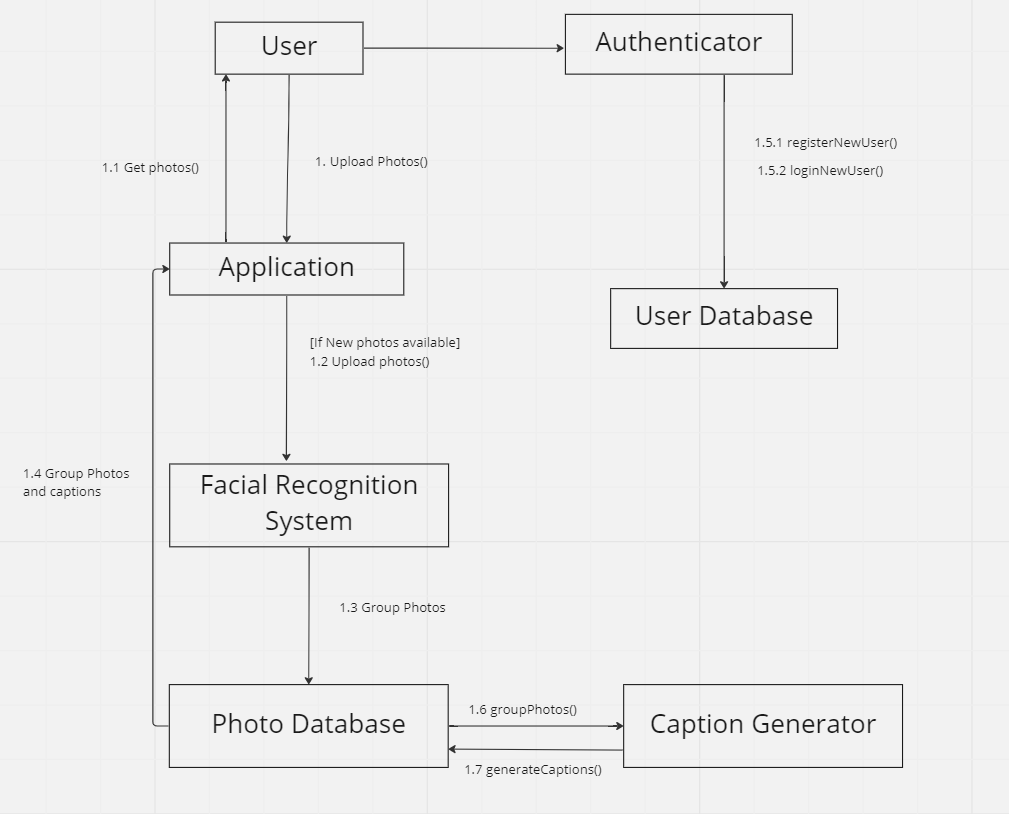 User
Authenticator
1.1 Get photos()
1. Upload Photos()
1.5.1 registerNewUser()
1.5.2 loginNewUser()
Application
User Database
[If New photos available]
1.2 Upload photos()
1.4 Group Photos
and captions
Facial Recognition
System
1.3 Group Photos
Photo Database
1.6 groupPhotos()
Caption Generator
1.7 generateCaptions()